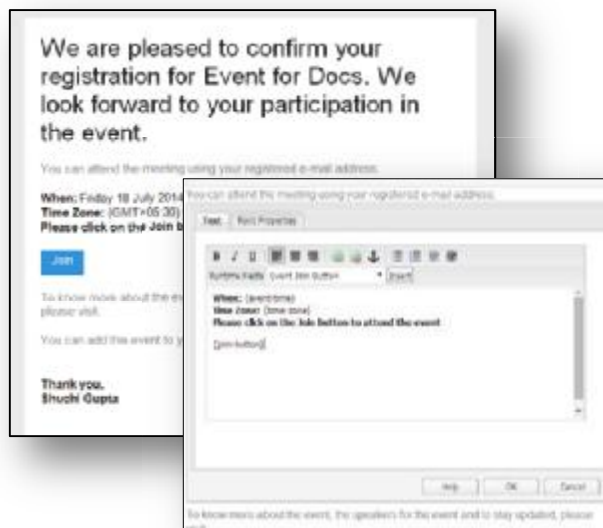 We are pleased to confirm your
registration for Event for Docs. We
look forward to your participation in
the event.
You can attend the meeting using your registered e-mail address.
When: Friday 18 July 2014
Time Zone: (GMT+05:30)
Please click on the Join b
Join
To know more about the ev
please visit.
You can add this event to y
Thank you,
Shuchi Gupta
You can attend the meeting using your registered e-mail address.
Text
B I U
Runtime Fields Event Join Button Insert
When: {event-time}
Time Zone: {time-zone}
Please click on the Join button to attend the event
{join-button}
Help OK Cancel
To know more about the event, the speakers for the event and to stay updated, please
visit.